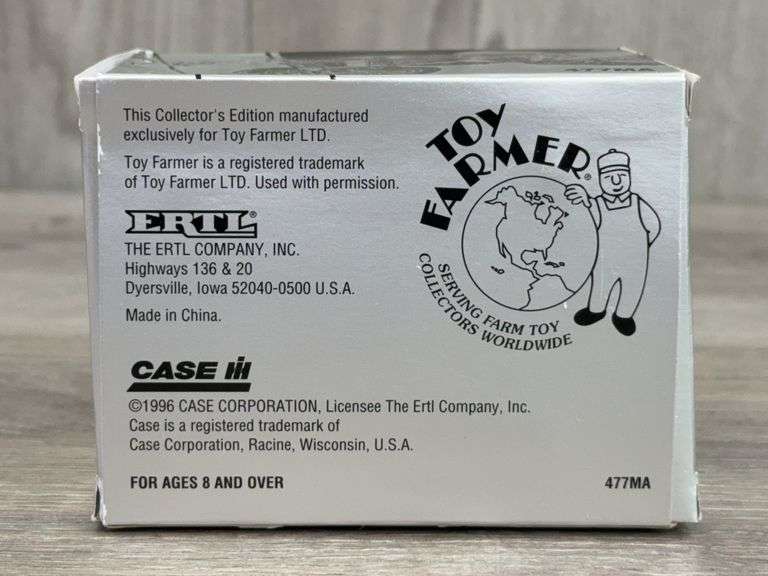 477MA
This Collector's Edition manufactured
exclusively for Toy Farmer LTD.
Toy Farmer is a registered trademark
of Toy Farmer LTD. Used with permission.
ERTL®
THE ERTL COMPANY, INC.
Highways 136 & 20
Dyersville, Iowa 52040-0500 U.S.A.
Made in China.
TOY
FARMER®
SERVING FARM TOY
COLLECTORS WORLDWIDE
CASE IH
©1996 CASE CORPORATION, Licensee The Ertl Company, Inc.
Case is a registered trademark of
Case Corporation, Racine, Wisconsin, U.S.A.
FOR AGES 8 AND OVER
477MA